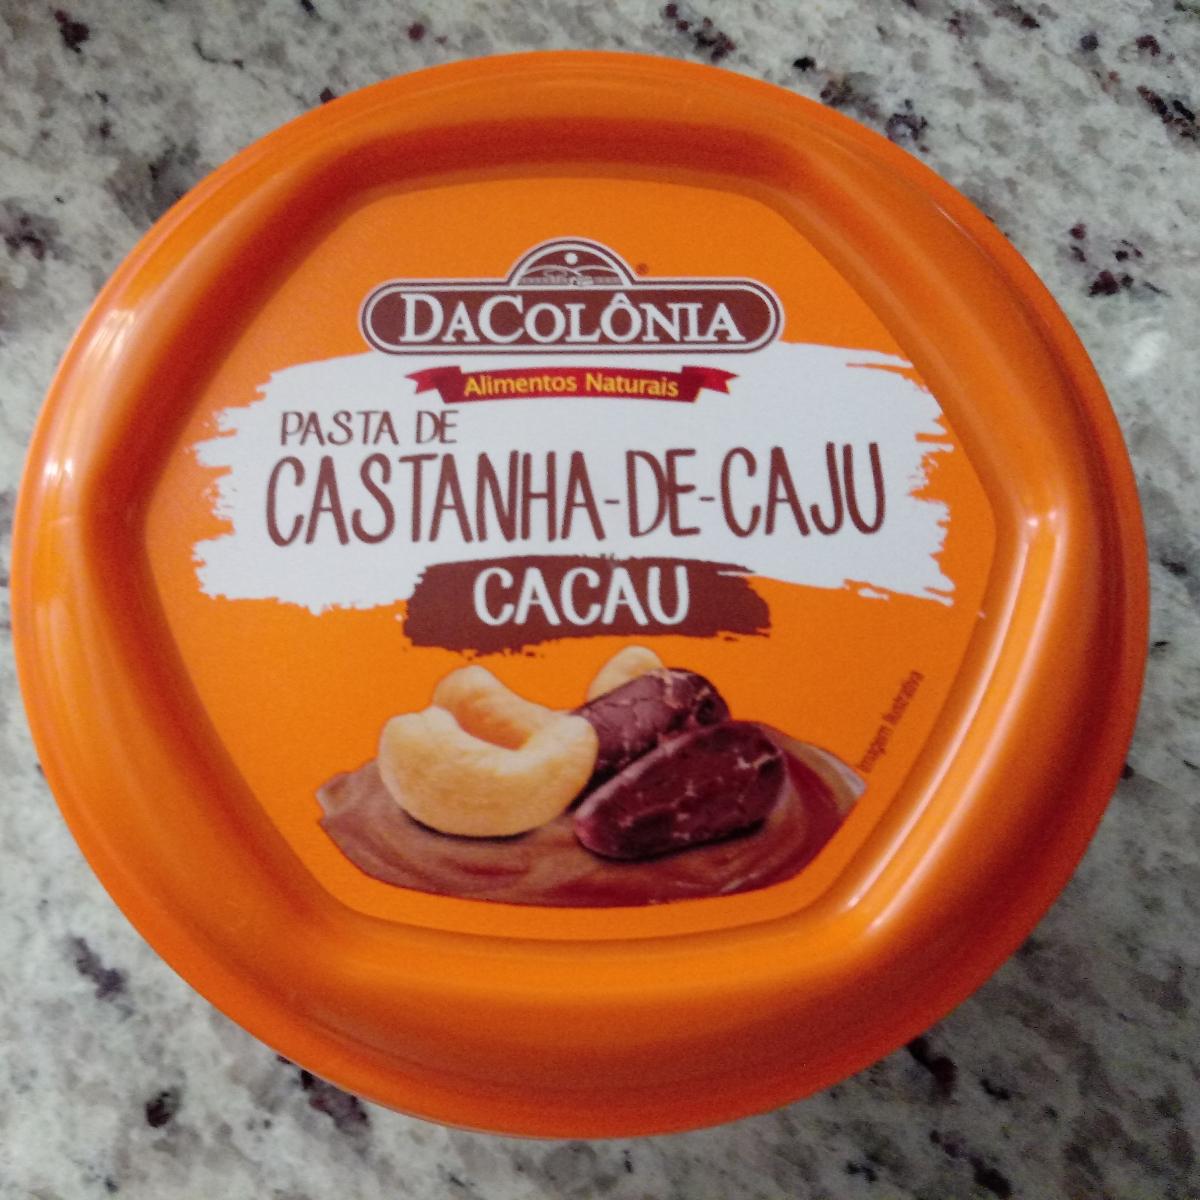 DACOLÔNIA
®
Alimentos Naturais
PASTA DE
CASTANHA-DE-CAJU
CACAU
Imagem Ilustrativa